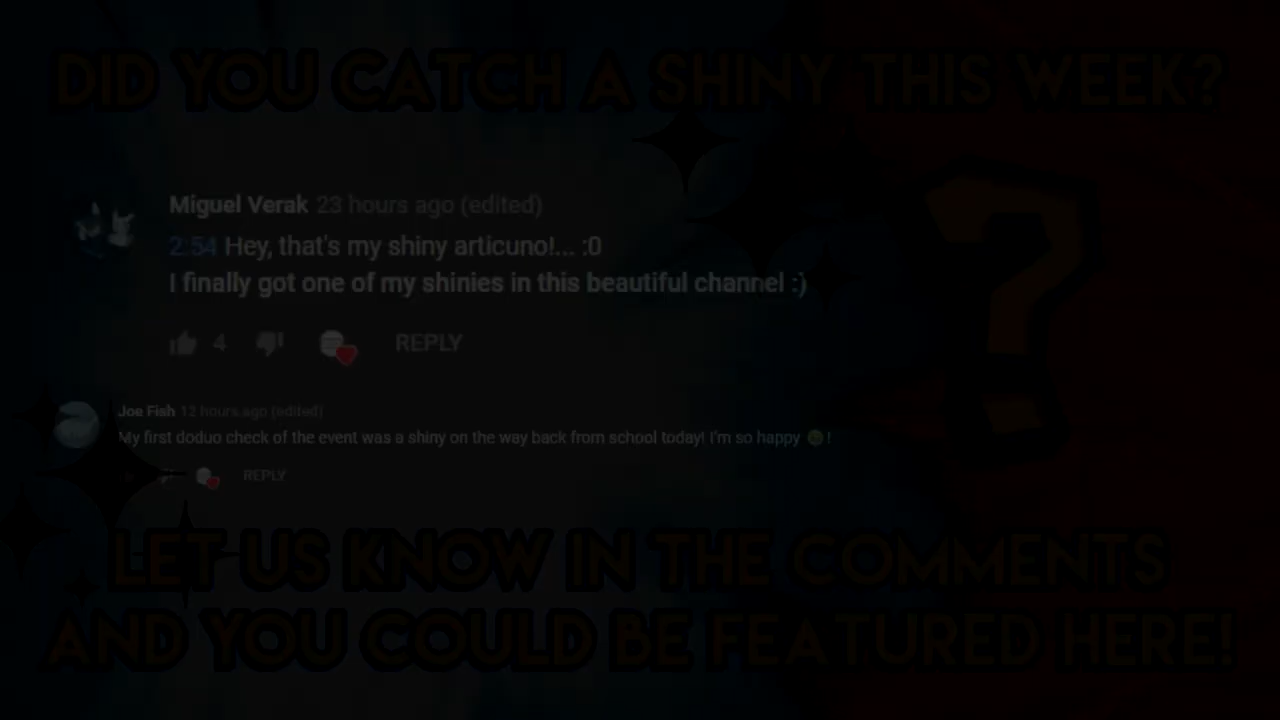 DID YOU CATCH A SHINY THIS WEEK?
Miguel Verak 23 hours ago (edited)
2:54 Hey, that's my shiny articuno!... :0
I finally got one of my shinies in this beautiful channel :)
4 REPLY
Joe Fish 12 hours ago (edited)
My first doduo check of the event was a shiny on the way back from school today! I'm so happy !
REPLY
LET US KNOW IN THE COMMENTS
AND YOU COULD BE FEATURED HERE!